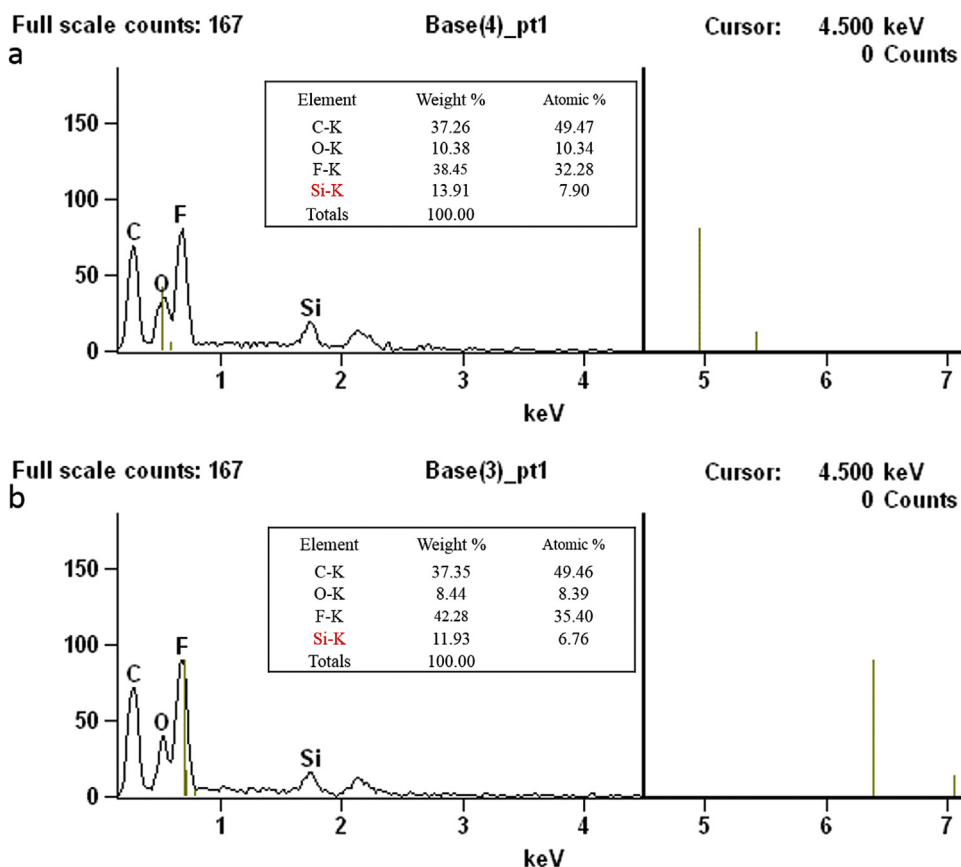 Full scale counts: 167 Base(4)_pt1 Cursor: 4.500 keV
0 Counts
a
Element Weight % Atomic %
C-K 37.26 49.47
O-K 10.38 10.34
F-K 38.45 32.28
Si-K 13.91 7.90
Totals 100.00
150
100
50
0
C
O
F
Si
1 2 3 4 5 6 7
keV
Full scale counts: 167 Base(3)_pt1 Cursor: 4.500 keV
0 Counts
b
Element Weight % Atomic %
C-K 37.35 49.46
O-K 8.44 8.39
F-K 42.28 35.40
Si-K 11.93 6.76
Totals 100.00
150
100
50
0
C
O
F
Si
1 2 3 4 5 6 7
keV